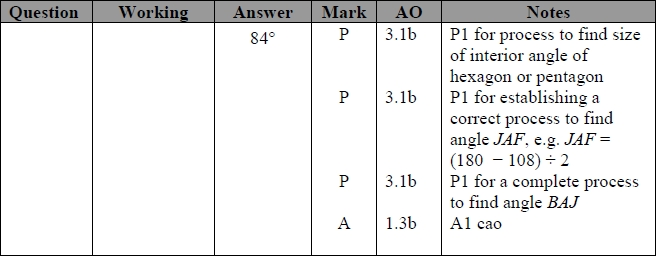 Question Working Answer Mark AO Notes
84° P 3.1b P1 for process to find size
of interior angle of
hexagon or pentagon
P 3.1b P1 for establishing a
correct process to find
angle JAF, e.g. JAF =
(180 − 108) ÷ 2
P 3.1b P1 for a complete process
to find angle BAJ
A 1.3b A1 cao